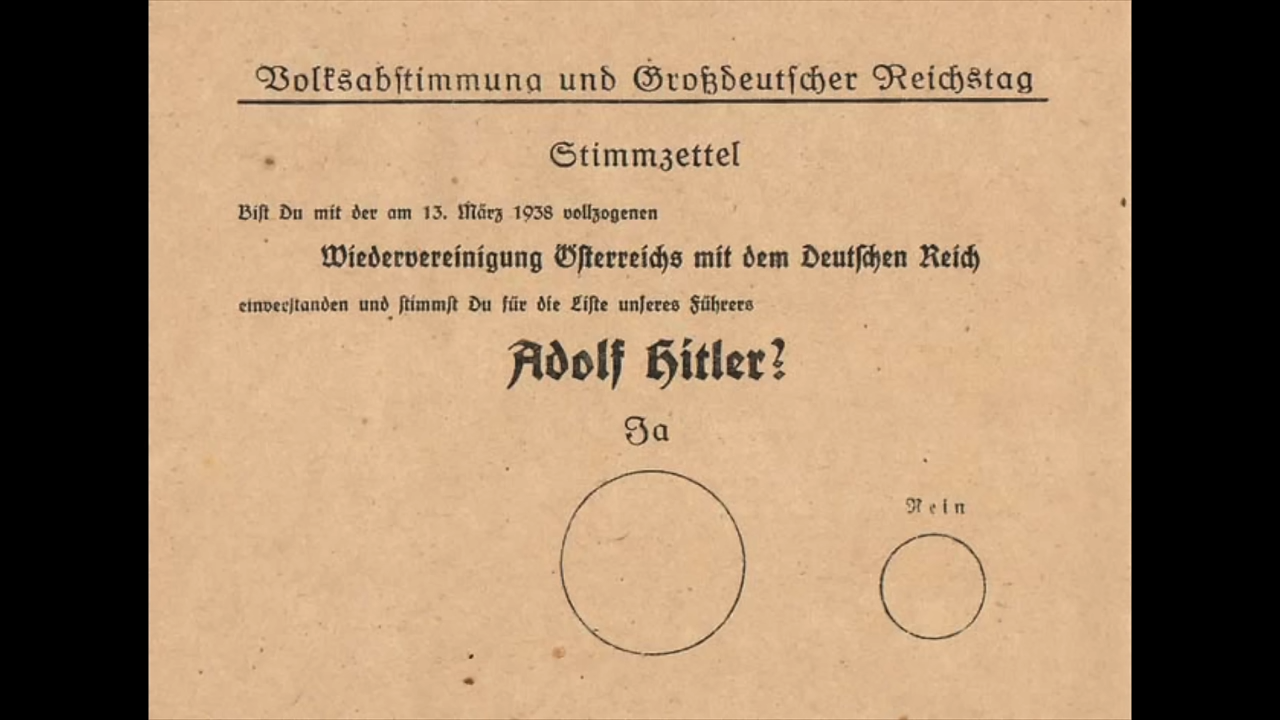 Volksabstimmung und Großdeutscher Reichstag
Stimmzettel
Bist Du mit der am 13. März 1938 vollzogenen
Wiedervereinigung Österreichs mit dem Deutschen Reich
einverstanden und stimmst Du für die Liste unseres Führers
Adolf Hitler?
Ja
Nein